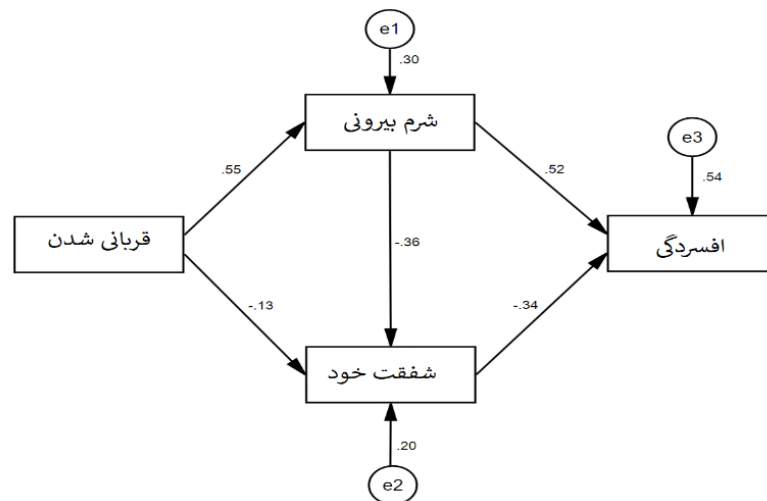 e1
.30
شرم بیرونی
e3
.54
.55
.52
قربانی شدن
-.36
افسردگی
-.13
-.34
شفقت خود
.20
e2